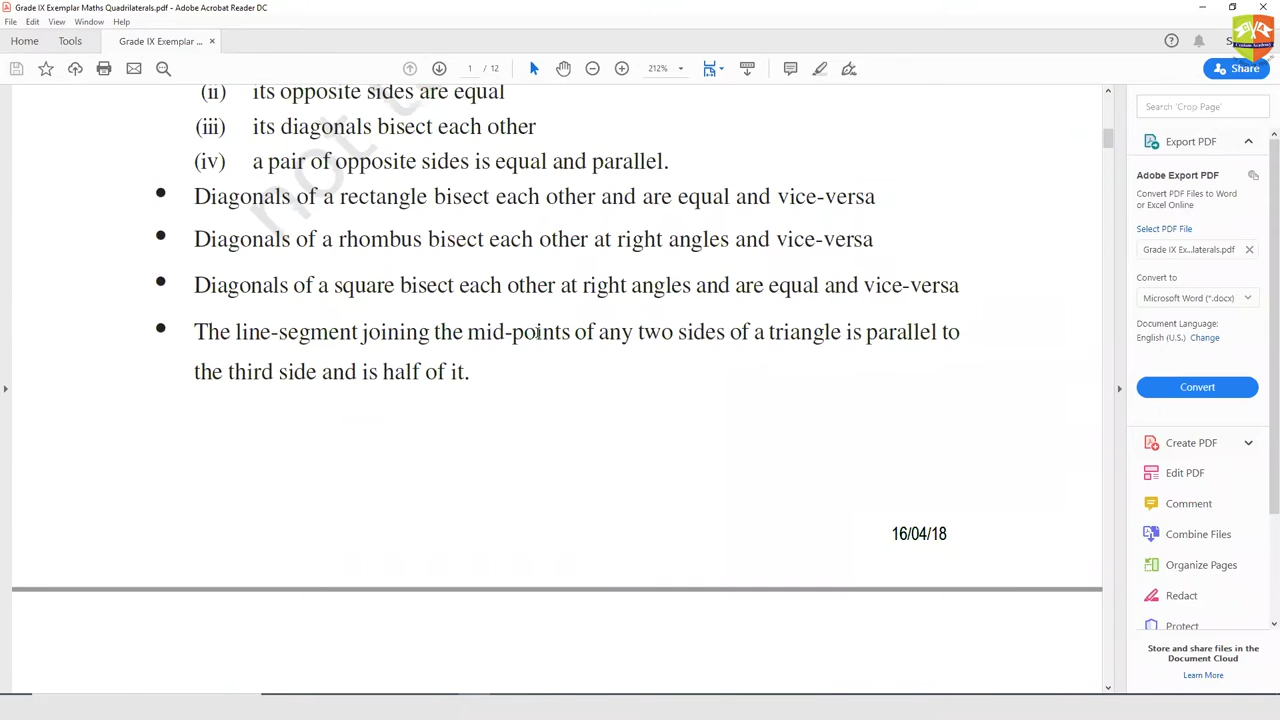 Grade IX Exemplar Maths Quadrilaterals.pdf - Adobe Acrobat Reader DC
File Edit View Window Help
Home Tools Grade IX Exemplar ... ×
1 / 12 212% Share
(ii) its opposite sides are equal
(iii) its diagonals bisect each other
(iv) a pair of opposite sides is equal and parallel.
• Diagonals of a rectangle bisect each other and are equal and vice-versa
• Diagonals of a rhombus bisect each other at right angles and vice-versa
• Diagonals of a square bisect each other at right angles and are equal and vice-versa
• The line-segment joining the mid-points of any two sides of a triangle is parallel to
the third side and is half of it.
16/04/18
not
Search 'Crop Page'
Export PDF
Adobe Export PDF
Convert PDF Files to Word
or Excel Online
Select PDF File
Grade IX Ex...laterals.pdf
Convert to
Microsoft Word (*.docx)
Document Language:
English (U.S.) Change
Convert
Create PDF
Edit PDF
Comment
Combine Files
Organize Pages
Redact
Protect
Store and share files in the
Document Cloud
Learn More